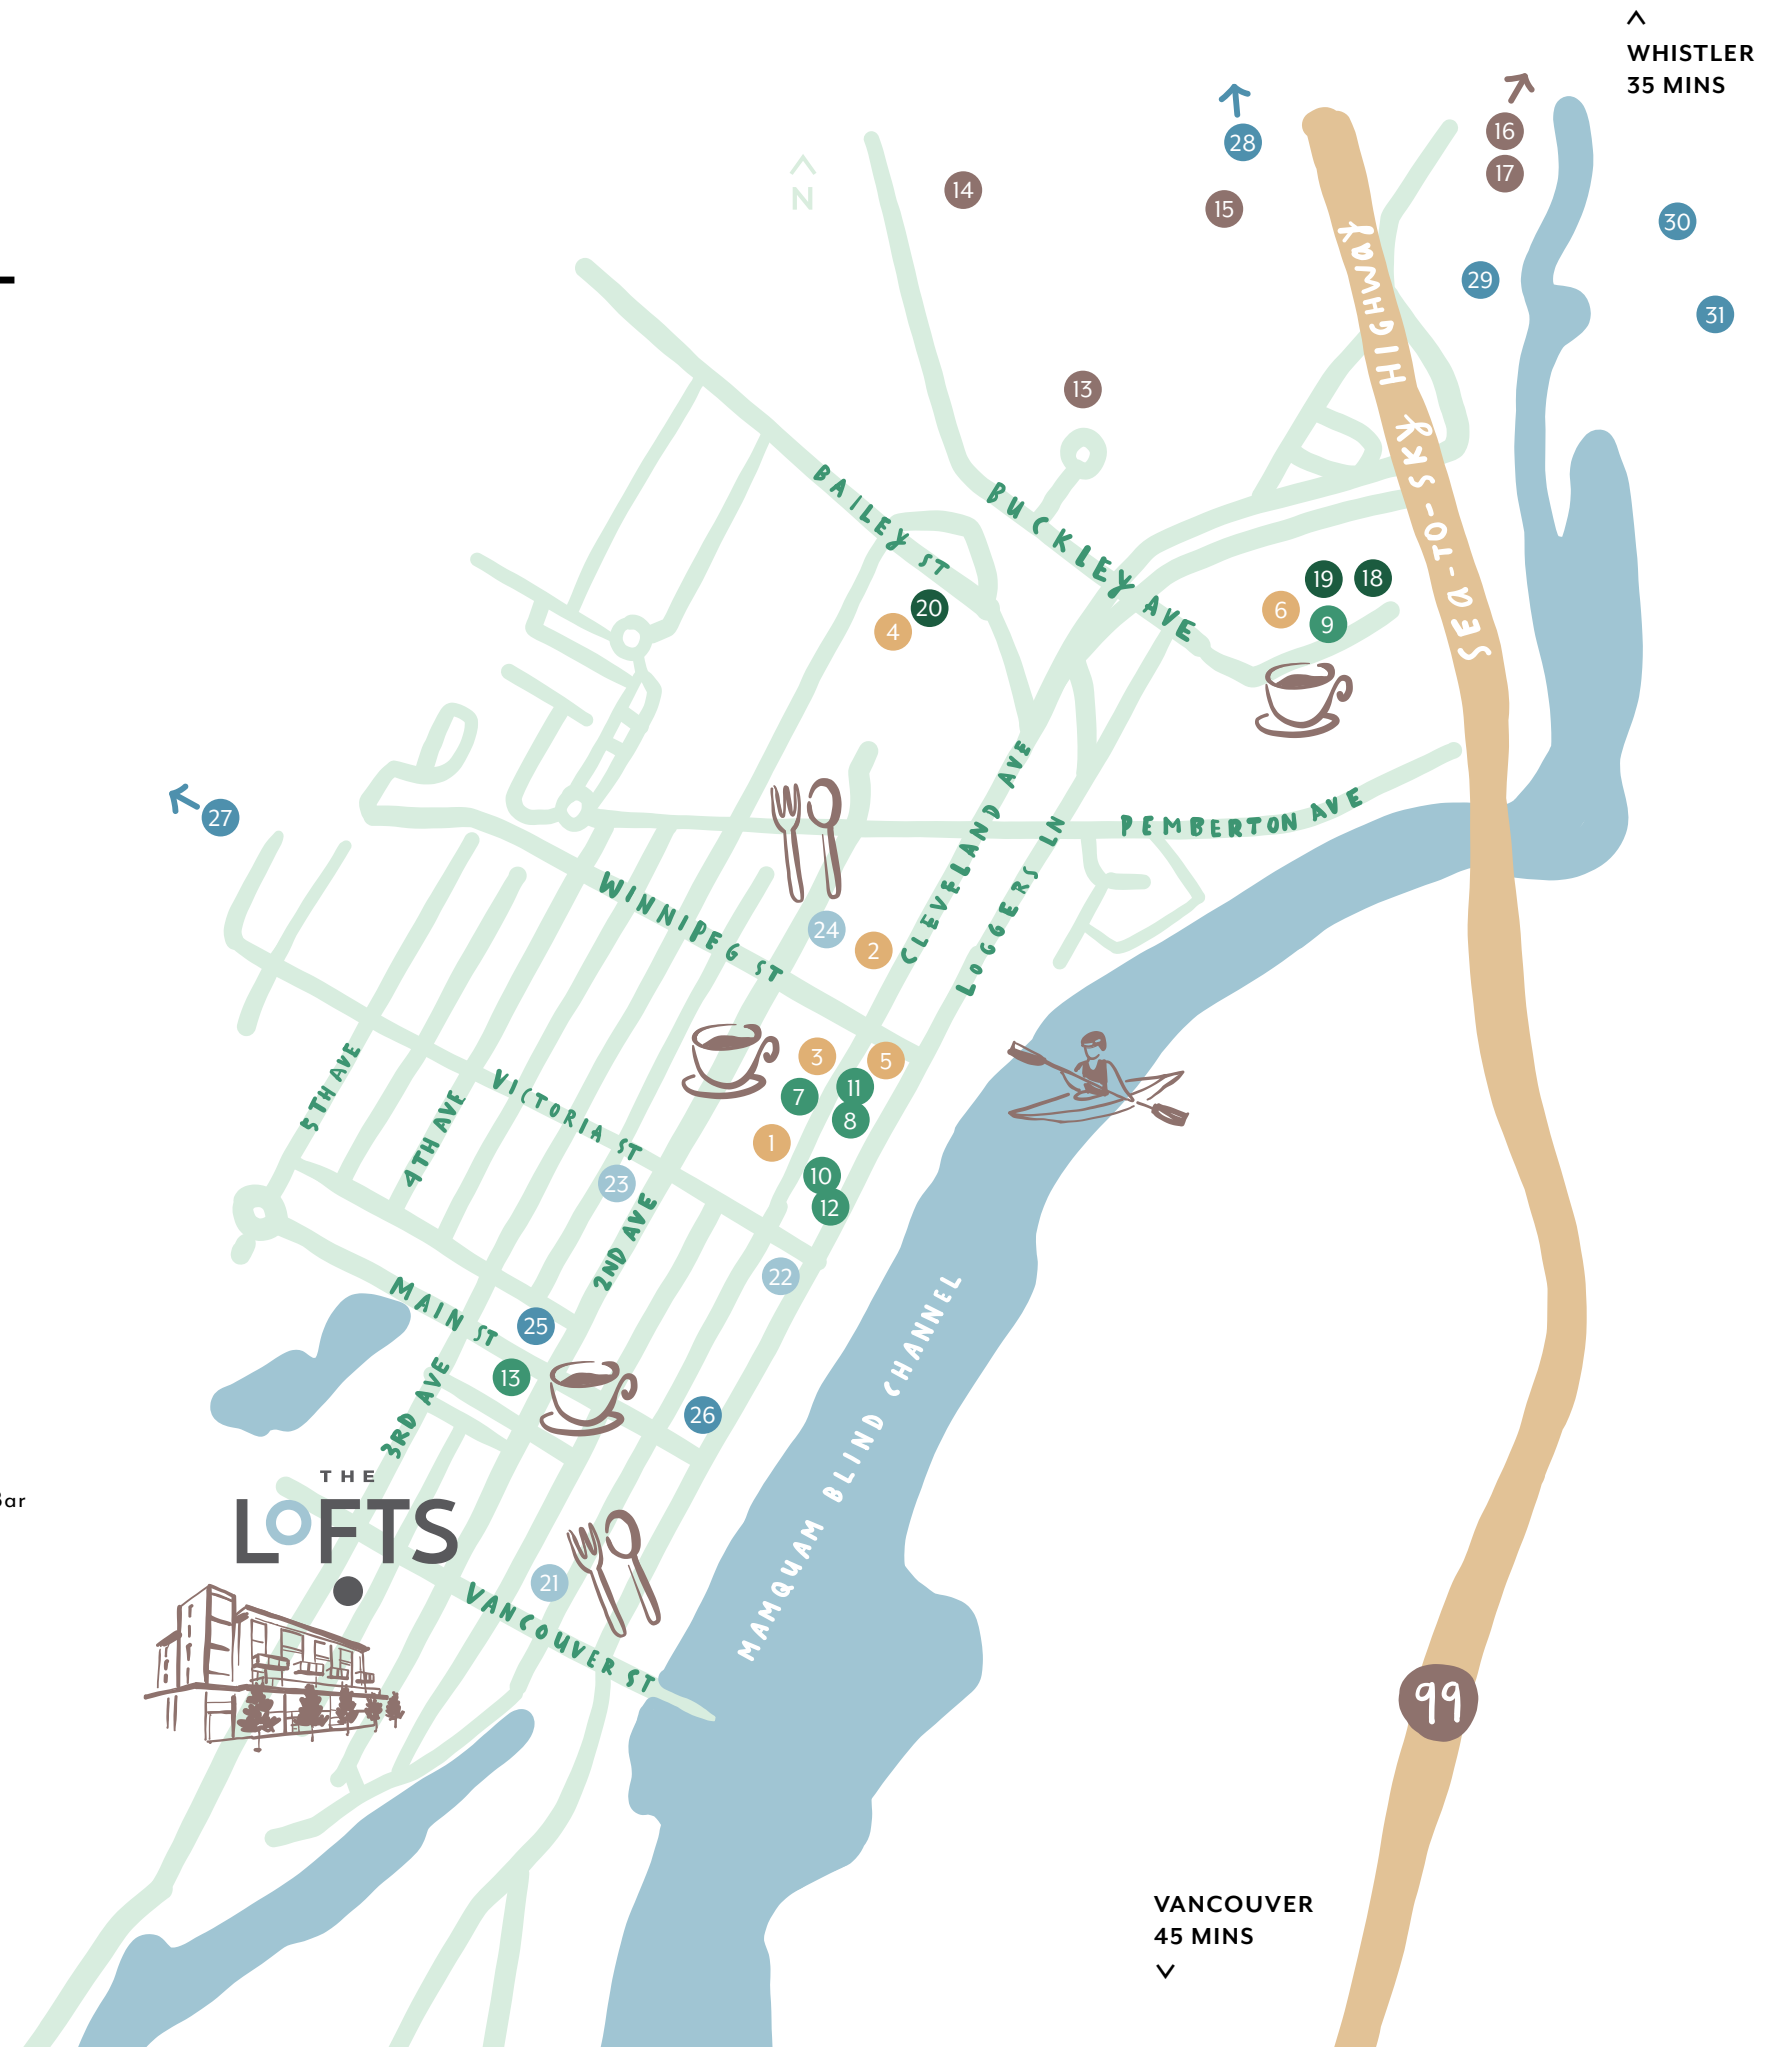 WHISTLER
35 MINS
28
16
17
14
15
N
30
29
31
SEA-TO-SKY HIGHWAY
13
BAILEY ST
BUCKLEY AVE
19
18
20
6
9
4
27
PEMBERTON AVE
CLEVELAND AVE
LOGGERS LN
WINNIPEG ST
24
2
3
5
7
11
8
1
10
12
5TH AVE
4TH AVE
VICTORIA ST
23
2ND AVE
22
MAIN ST
25
13
26
3RD AVE
MAMQUAM BLIND CHANNEL
Bar
THE
LOFTS
21
VANCOUVER ST
99
VANCOUVER
45 MINS